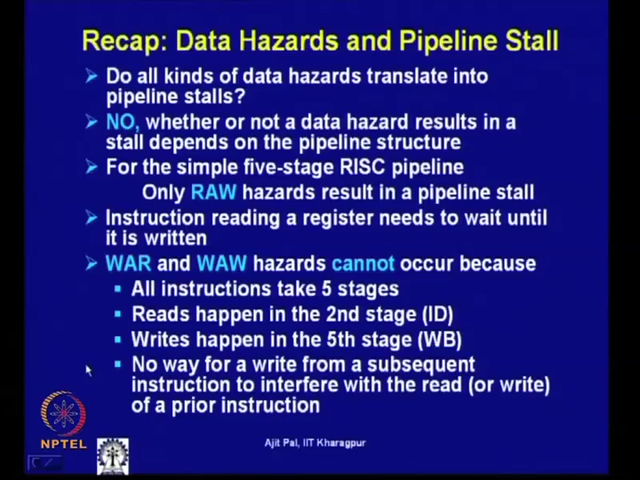 Recap: Data Hazards and Pipeline Stall
Do all kinds of data hazards translate into
pipeline stalls?
NO, whether or not a data hazard results in a
stall depends on the pipeline structure
For the simple five-stage RISC pipeline
Only RAW hazards result in a pipeline stall
Instruction reading a register needs to wait until
it is written
WAR and WAW hazards cannot occur because
All instructions take 5 stages
Reads happen in the 2nd stage (ID)
Writes happen in the 5th stage (WB)
No way for a write from a subsequent
instruction to interfere with the read (or write)
of a prior instruction
NPTEL
Ajit Pal, IIT Kharagpur